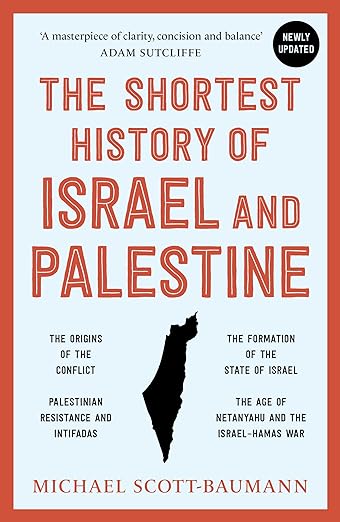 'A masterpiece of clarity, concision and balance'
ADAM SUTCLIFFE
NEWLY
UPDATED
THE SHORTEST
HISTORY OF
ISRAEL AND
PALESTINE
THE ORIGINS
OF THE
CONFLICT
THE FORMATION
OF THE
STATE OF ISRAEL
PALESTINIAN
RESISTANCE AND
INTIFADAS
THE AGE OF
NETANYAHU AND THE
ISRAEL-HAMAS WAR
MICHAEL SCOTT-BAUMANN